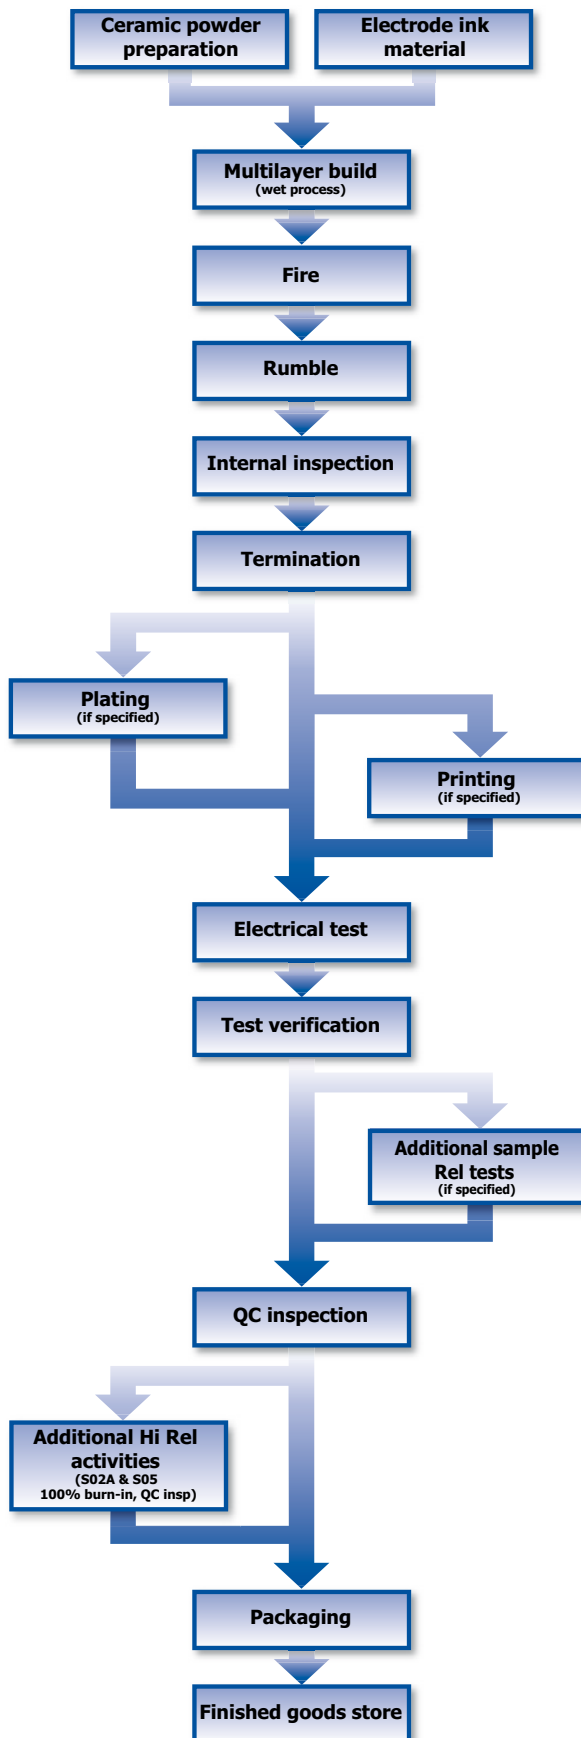 Ceramic powder
preparation
Electrode ink
material
Multilayer build
(wet process)
Fire
Rumble
Internal inspection
Termination
Plating
(if specified)
Printing
(if specified)
Electrical test
Test verification
Additional sample
Rel tests
(if specified)
QC inspection
Additional Hi Rel
activities
(S02A & S05
100% burn-in, QC insp)
Packaging
Finished goods store